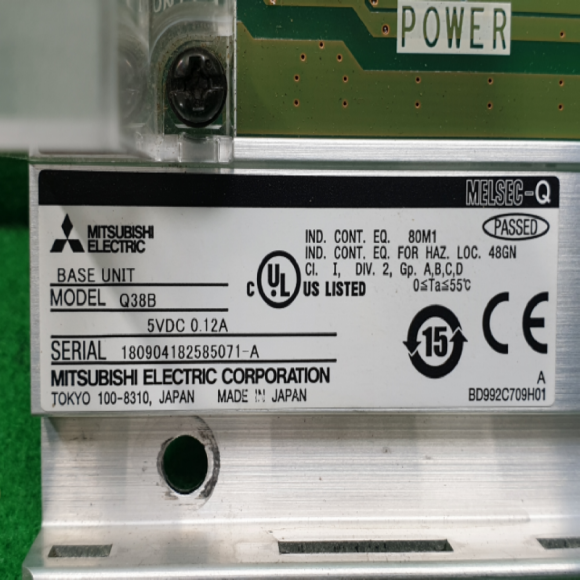 POWER
MELSEC-Q
MITSUBISHI
ELECTRIC
PASSED
IND. CONT. EQ. 80M1
IND. CONT. EQ. FOR HAZ. LOC. 48GN
Cl. I, DIV. 2, Gp. A,B,C,D
C UL US LISTED 0≤Ta≤55℃
BASE UNIT
MODEL Q38B
5VDC 0.12A
SERIAL 180904182585071-A
15
CE
MITSUBISHI ELECTRIC CORPORATION
TOKYO 100-8310, JAPAN MADE IN JAPAN
A
BD992C709H01